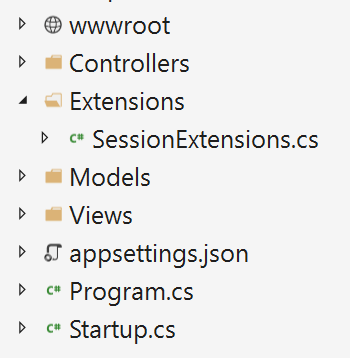 wwwroot
Controllers
Extensions
C# SessionExtensions.cs
Models
Views
appsettings.json
C# Program.cs
C# Startup.cs